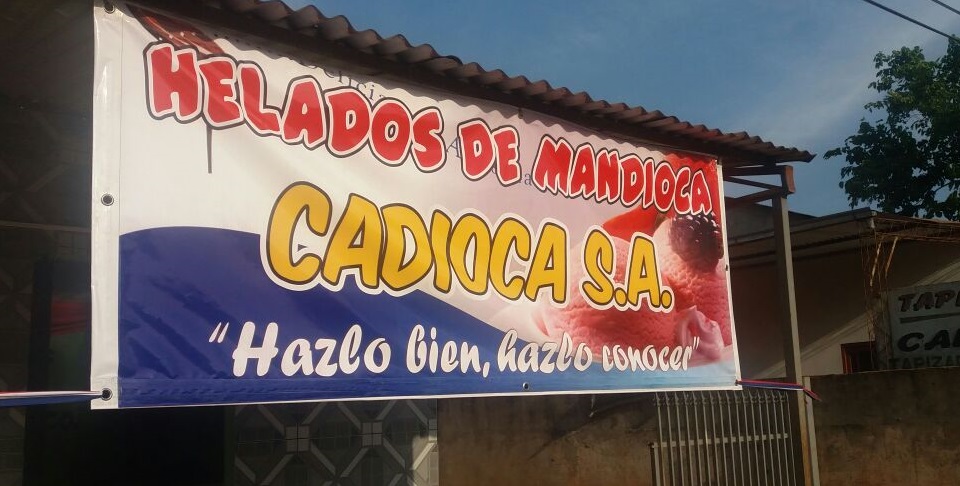 HELADOS DE MANDIOCA
CADIOCA S.A.
"Hazlo bien, hazlo conocer"